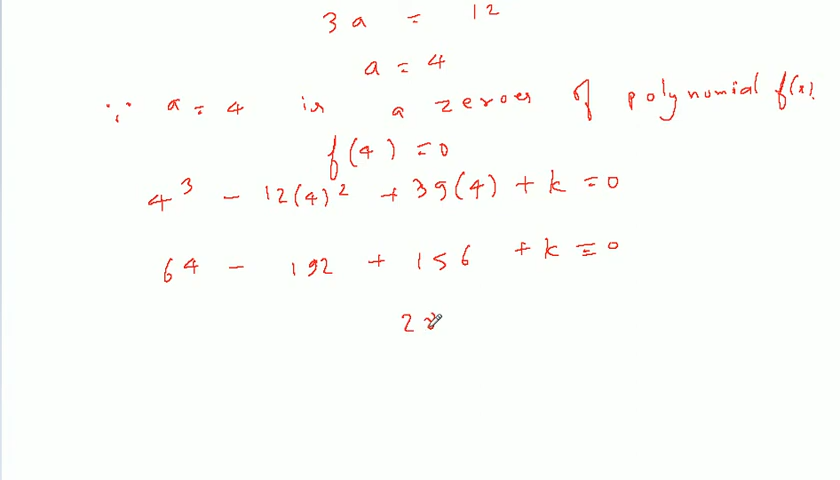 3a = 12
a = 4
∵ a = 4 is a zeroes of polynomial f(x).
f(4) = 0
4³ - 12(4)² + 39(4) + k = 0
64 - 192 + 156 + k = 0
2